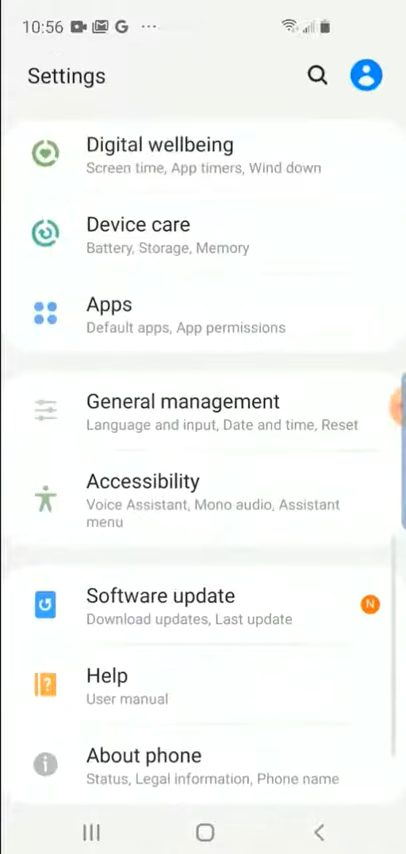 10:56 G ...
Settings
Digital wellbeing
Screen time, App timers, Wind down
Device care
Battery, Storage, Memory
Apps
Default apps, App permissions
General management
Language and input, Date and time, Reset
Accessibility
Voice Assistant, Mono audio, Assistant
menu
Software update
Download updates, Last update
N
Help
User manual
About phone
Status, Legal information, Phone name